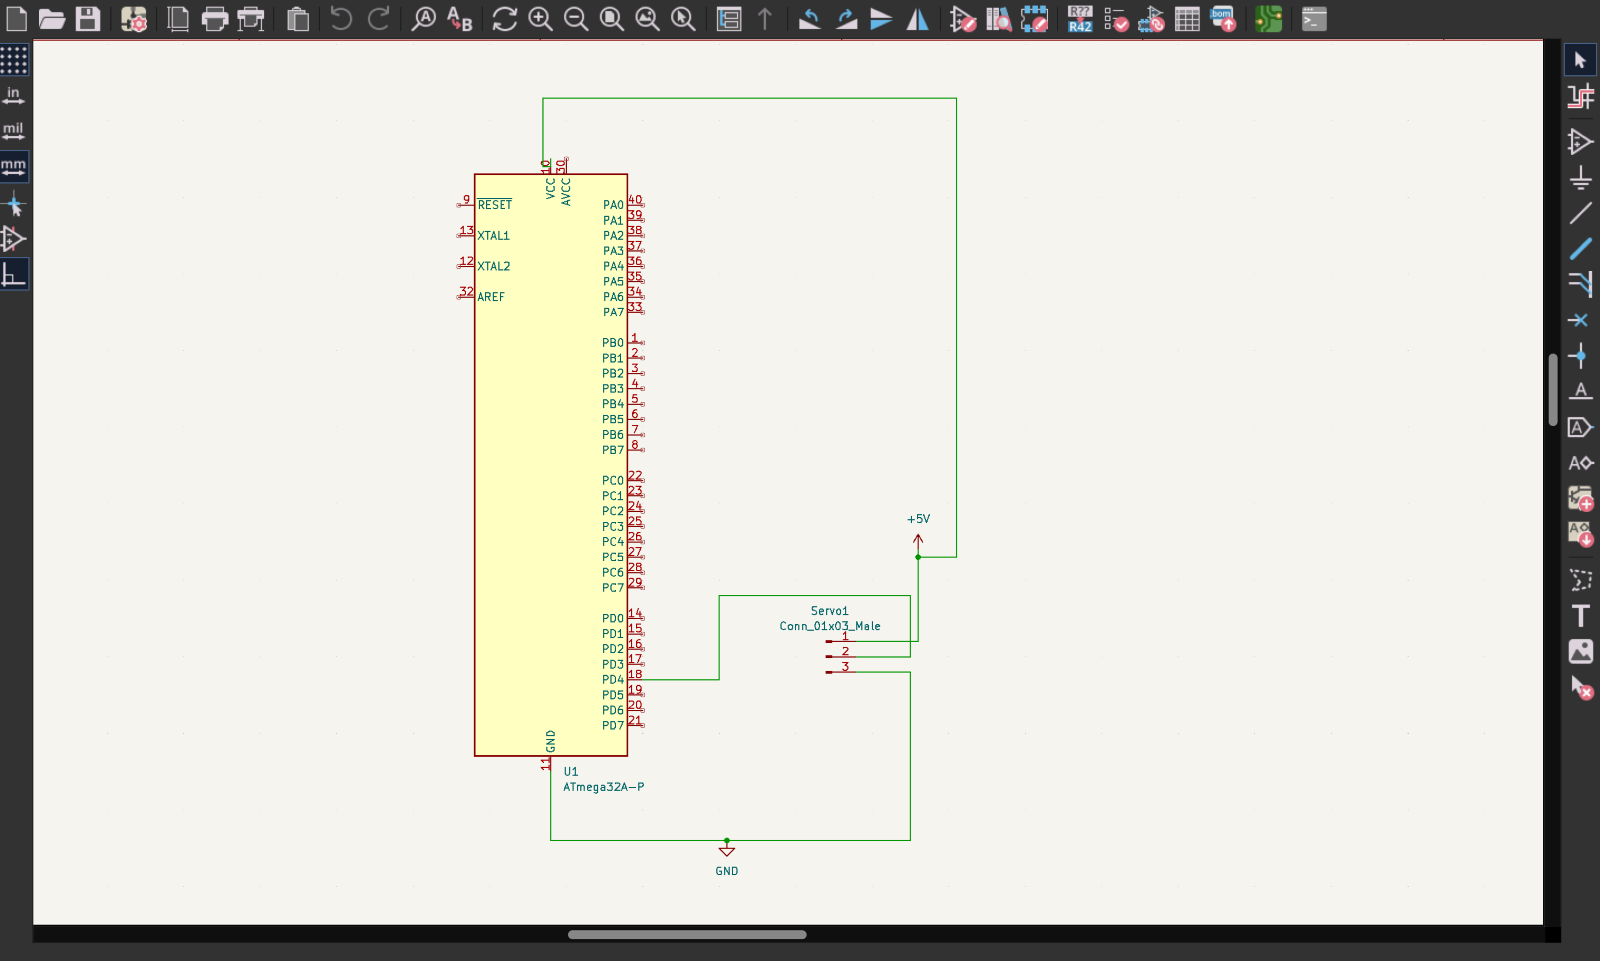 A
A
B
R??
R42
bom
>_
in
mil
mm
A
A
A
A
T
10
30
VCC
AVCC
9
RESET
13
XTAL1
12
XTAL2
32
AREF
PA0 40
PA1 39
PA2 38
PA3 37
PA4 36
PA5 35
PA6 34
PA7 33
PB0 1
PB1 2
PB2 3
PB3 4
PB4 5
PB5 6
PB6 7
PB7 8
PC0 22
PC1 23
PC2 24
PC3 25
PC4 26
PC5 27
PC6 28
PC7 29
PD0 14
PD1 15
PD2 16
PD3 17
PD4 18
PD5 19
PD6 20
PD7 21
GND
11
U1
ATmega32A-P
+5V
Servo1
Conn_01x03_Male
1
2
3
GND